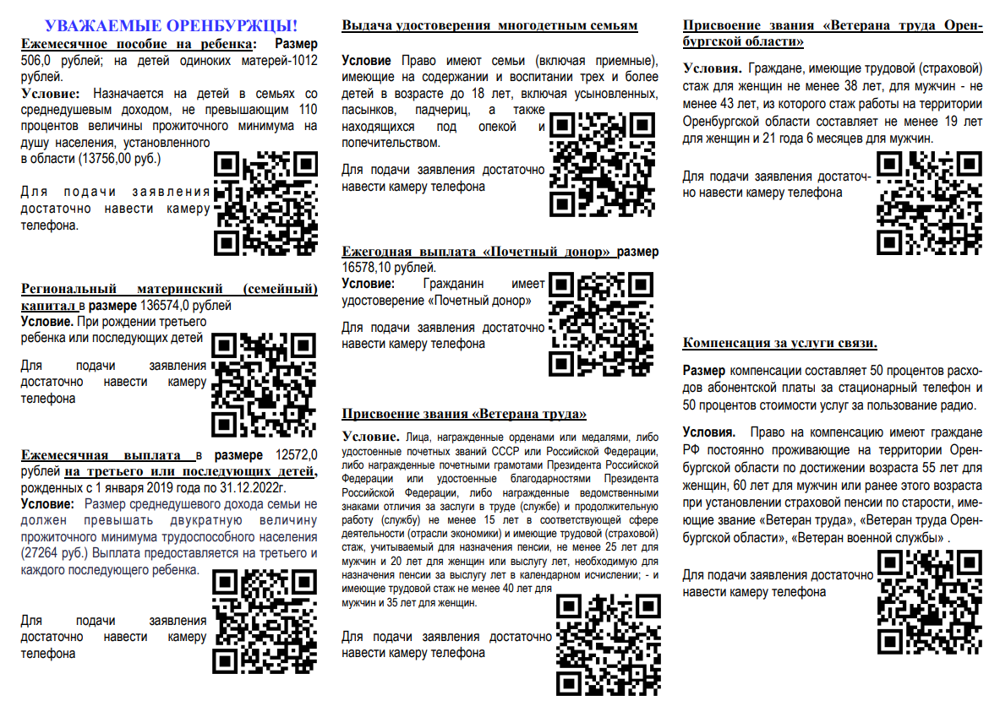 УВАЖАЕМЫЕ ОРЕНБУРЖЦЫ!
Ежемесячное пособие на ребенка: Размер
506,0 рублей; на детей одиноких матерей-1012
рублей.
Условие: Назначается на детей в семьях со
среднедушевым доходом, не превышающим 110
процентов величины прожиточного минимума на
душу населения, установленного
в области (13756,00 руб.)
Для подачи заявления
достаточно навести камеру
телефона.
Региональный материнский (семейный)
капитал в размере 136574,0 рублей
Условие. При рождении третьего
ребенка или последующих детей
Для подачи заявления
достаточно навести камеру
телефона
Ежемесячная выплата в размере 12572,0
рублей на третьего или последующих детей,
рожденных с 1 января 2019 года по 31.12.2022г.
Условие: Размер среднедушевого дохода семьи не
должен превышать двукратную величину
прожиточного минимума трудоспособного населения
(27264 руб.) Выплата предоставляется на третьего и
каждого последующего ребенка.
Для подачи заявления
достаточно навести камеру
телефона
Выдача удостоверения многодетным семьям
Условие Право имеют семьи (включая приемные),
имеющие на содержании и воспитании трех и более
детей в возрасте до 18 лет, включая усыновленных,
пасынков, падчериц, а также
находящихся под опекой и
попечительством.
Для подачи заявления достаточно
навести камеру телефона
Ежегодная выплата «Почетный донор» размер
16578,10 рублей.
Условие: Гражданин имеет
удостоверение «Почетный донор»
Для подачи заявления достаточно
навести камеру телефона
Присвоение звания «Ветерана труда»
Условие. Лица, награжденные орденами или медалями, либо
удостоенные почетных званий СССР или Российской Федерации,
либо награжденные почетными грамотами Президента Российской
Федерации или удостоенные благодарностями Президента
Российской Федерации, либо награжденные ведомственными
знаками отличия за заслуги в труде (службе) и продолжительную
работу (службу) не менее 15 лет в соответствующей сфере
деятельности (отрасли экономики) и имеющие трудовой (страховой)
стаж, учитываемый для назначения пенсии, не менее 25 лет для
мужчин и 20 лет для женщин или выслугу лет, необходимую для
назначения пенсии за выслугу лет в календарном исчислении; - и
имеющие трудовой стаж не менее 40 лет для
мужчин и 35 лет для женщин.
Для подачи заявления достаточно
навести камеру телефона
Присвоение звания «Ветерана труда Орен-
бургской области»
Условия. Граждане, имеющие трудовой (страховой)
стаж для женщин не менее 38 лет, для мужчин - не
менее 43 лет, из которого стаж работы на территории
Оренбургской области составляет не менее 19 лет
для женщин и 21 года 6 месяцев для мужчин.
Для подачи заявления достаточ-
но навести камеру телефона
Компенсация за услуги связи.
Размер компенсации составляет 50 процентов расхо-
дов абонентской платы за стационарный телефон и
50 процентов стоимости услуг за пользование радио.
Условия. Право на компенсацию имеют граждане
РФ постоянно проживающие на территории Орен-
бургской области по достижении возраста 55 лет для
женщин, 60 лет для мужчин или ранее этого возраста
при установлении страховой пенсии по старости, име-
ющие звание «Ветеран труда», «Ветеран труда Орен-
бургской области», «Ветеран военной службы» .
Для подачи заявления достаточно
навести камеру телефона